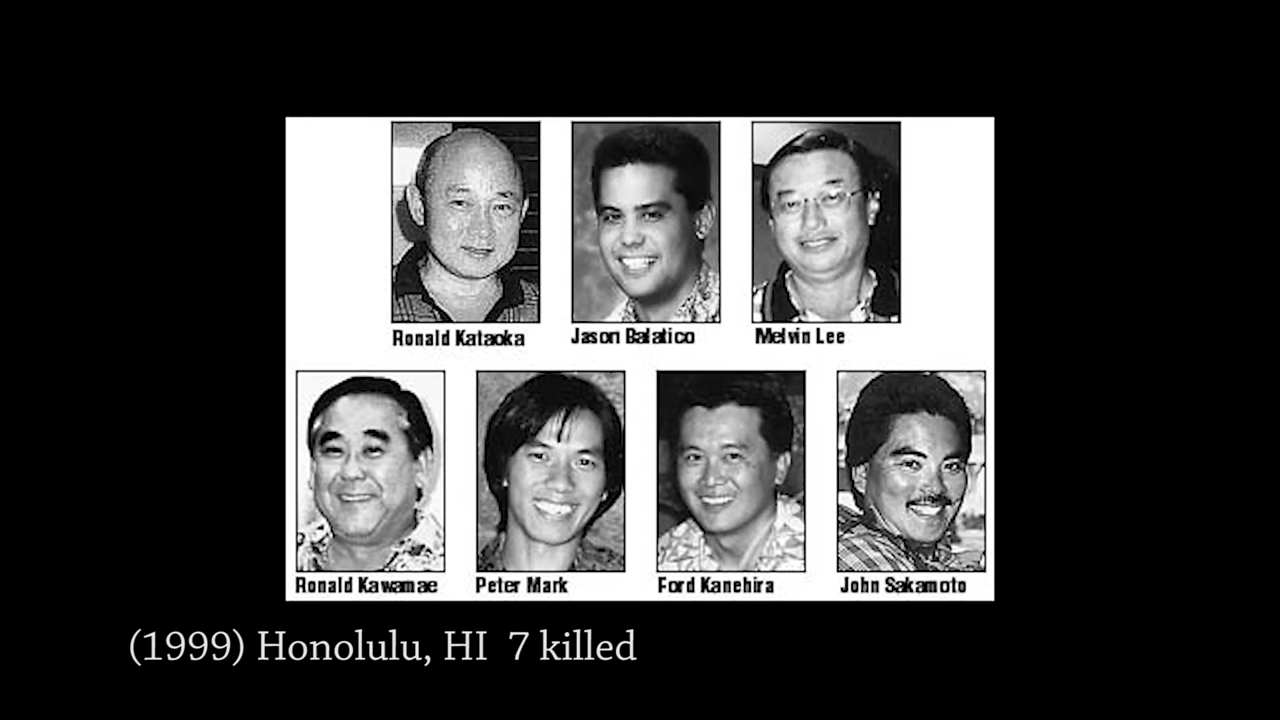 Ronald Kataoka Jason Balatico Melvin Lee
Ronald Kawamae Peter Mark Ford Kanehira John Sakamoto
(1999) Honolulu, HI 7 killed